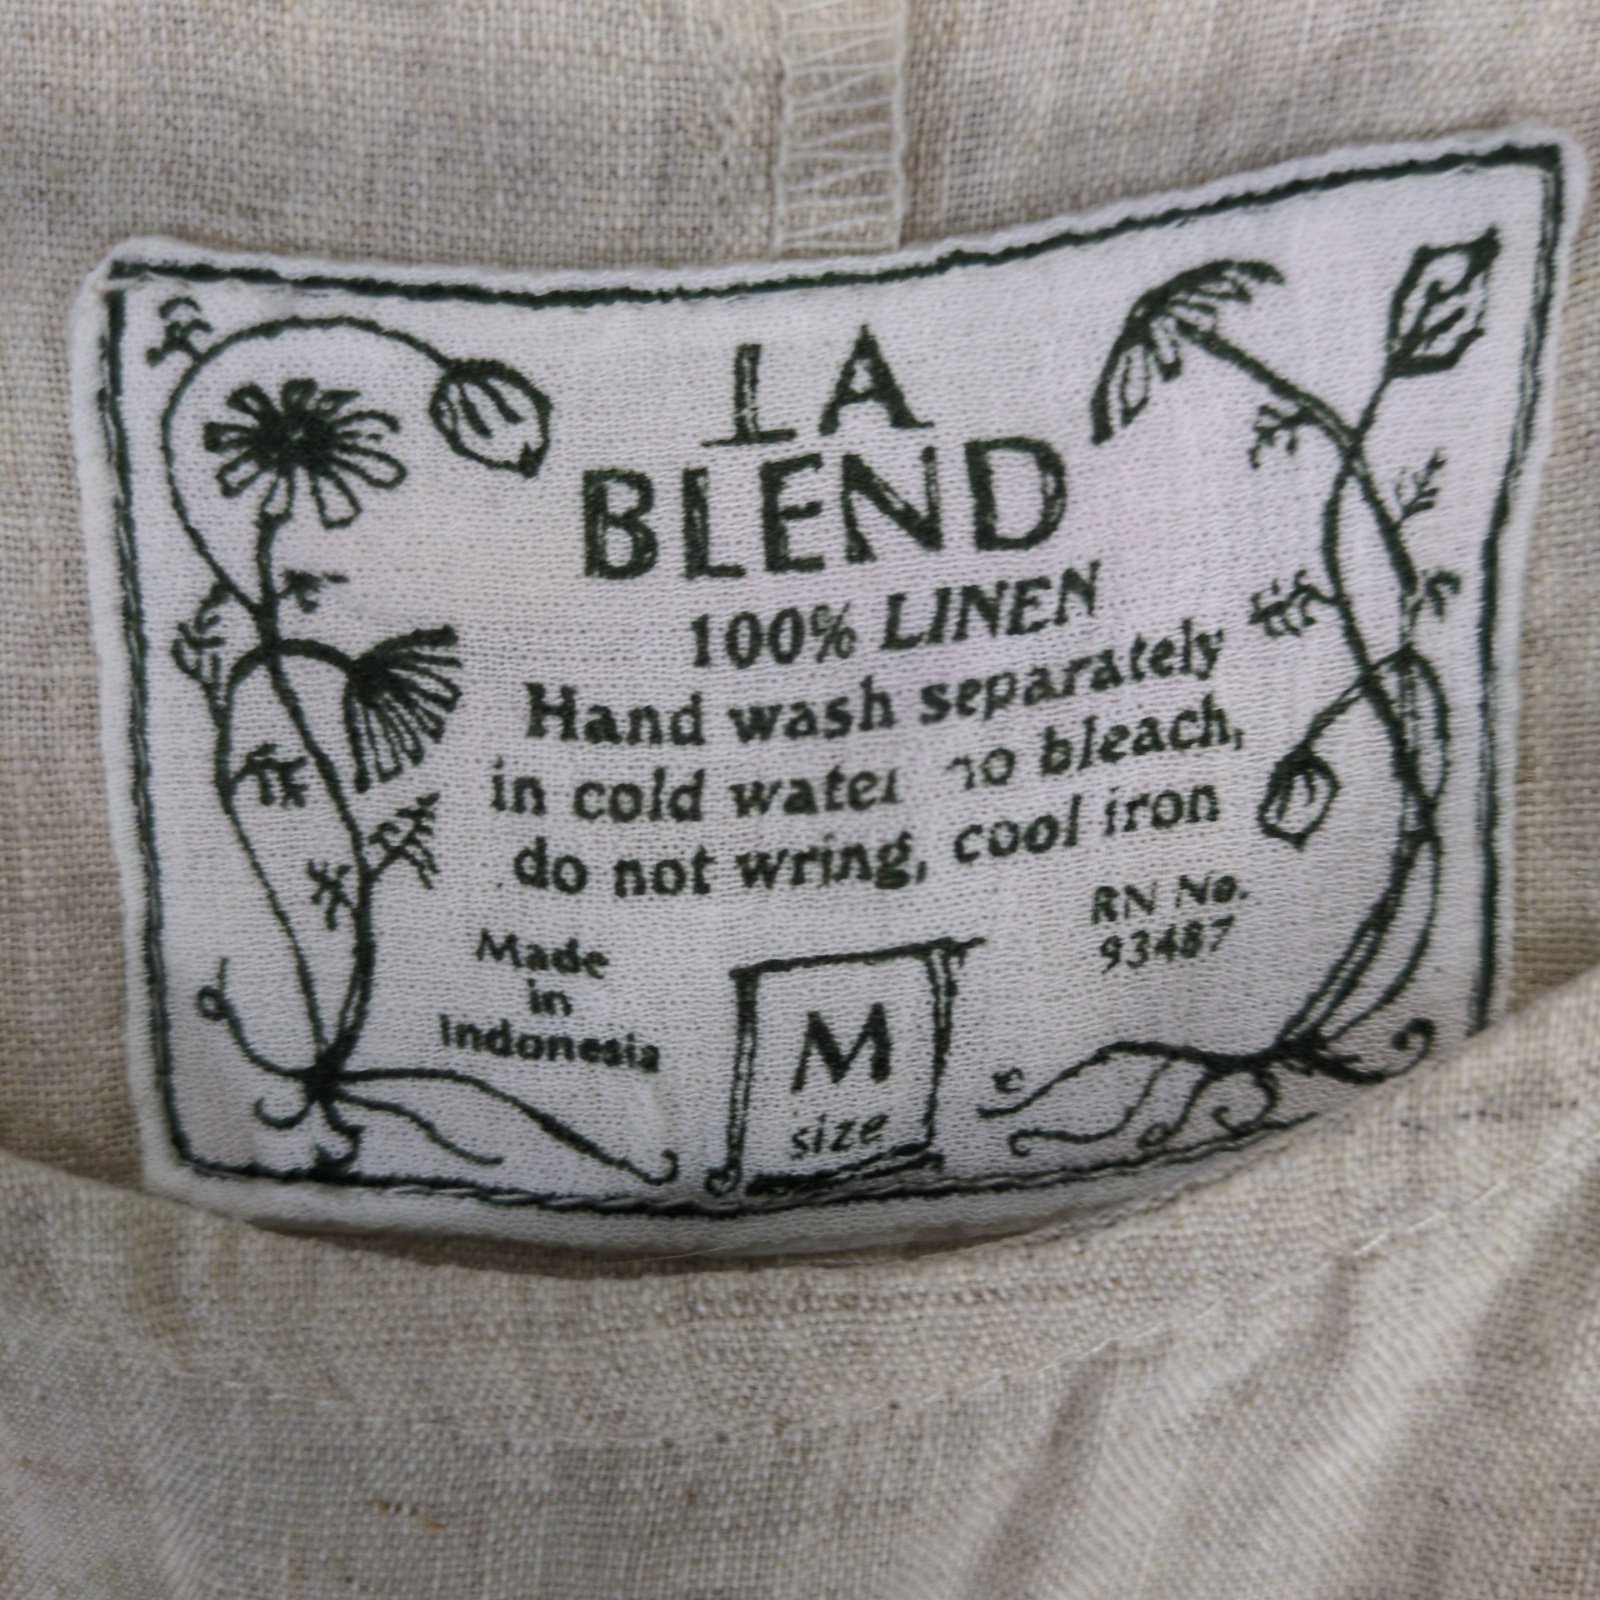 LA
BLEND
100% LINEN
Hand wash separately
in cold water no bleach,
do not wring, cool iron
Made
in
Indonesia
RN No.
93487
M
size